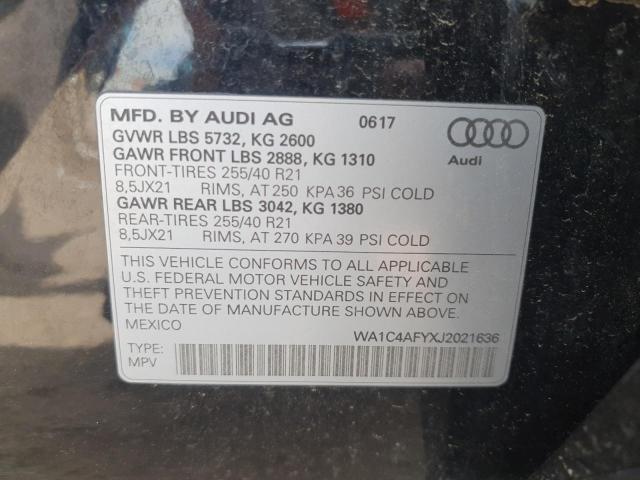 MFD. BY AUDI AG 0617
GVWR LBS 5732, KG 2600
GAWR FRONT LBS 2888, KG 1310
Audi
FRONT-TIRES 255/40 R21
8,5JX21 RIMS, AT 250 KPA 36 PSI COLD
GAWR REAR LBS 3042, KG 1380
REAR-TIRES 255/40 R21
8,5JX21 RIMS, AT 270 KPA 39 PSI COLD
THIS VEHICLE CONFORMS TO ALL APPLICABLE
U.S. FEDERAL MOTOR VEHICLE SAFETY AND
THEFT PREVENTION STANDARDS IN EFFECT ON
THE DATE OF MANUFACTURE SHOWN ABOVE.
MEXICO WA1C4AFYXJ2021636
TYPE:
MPV